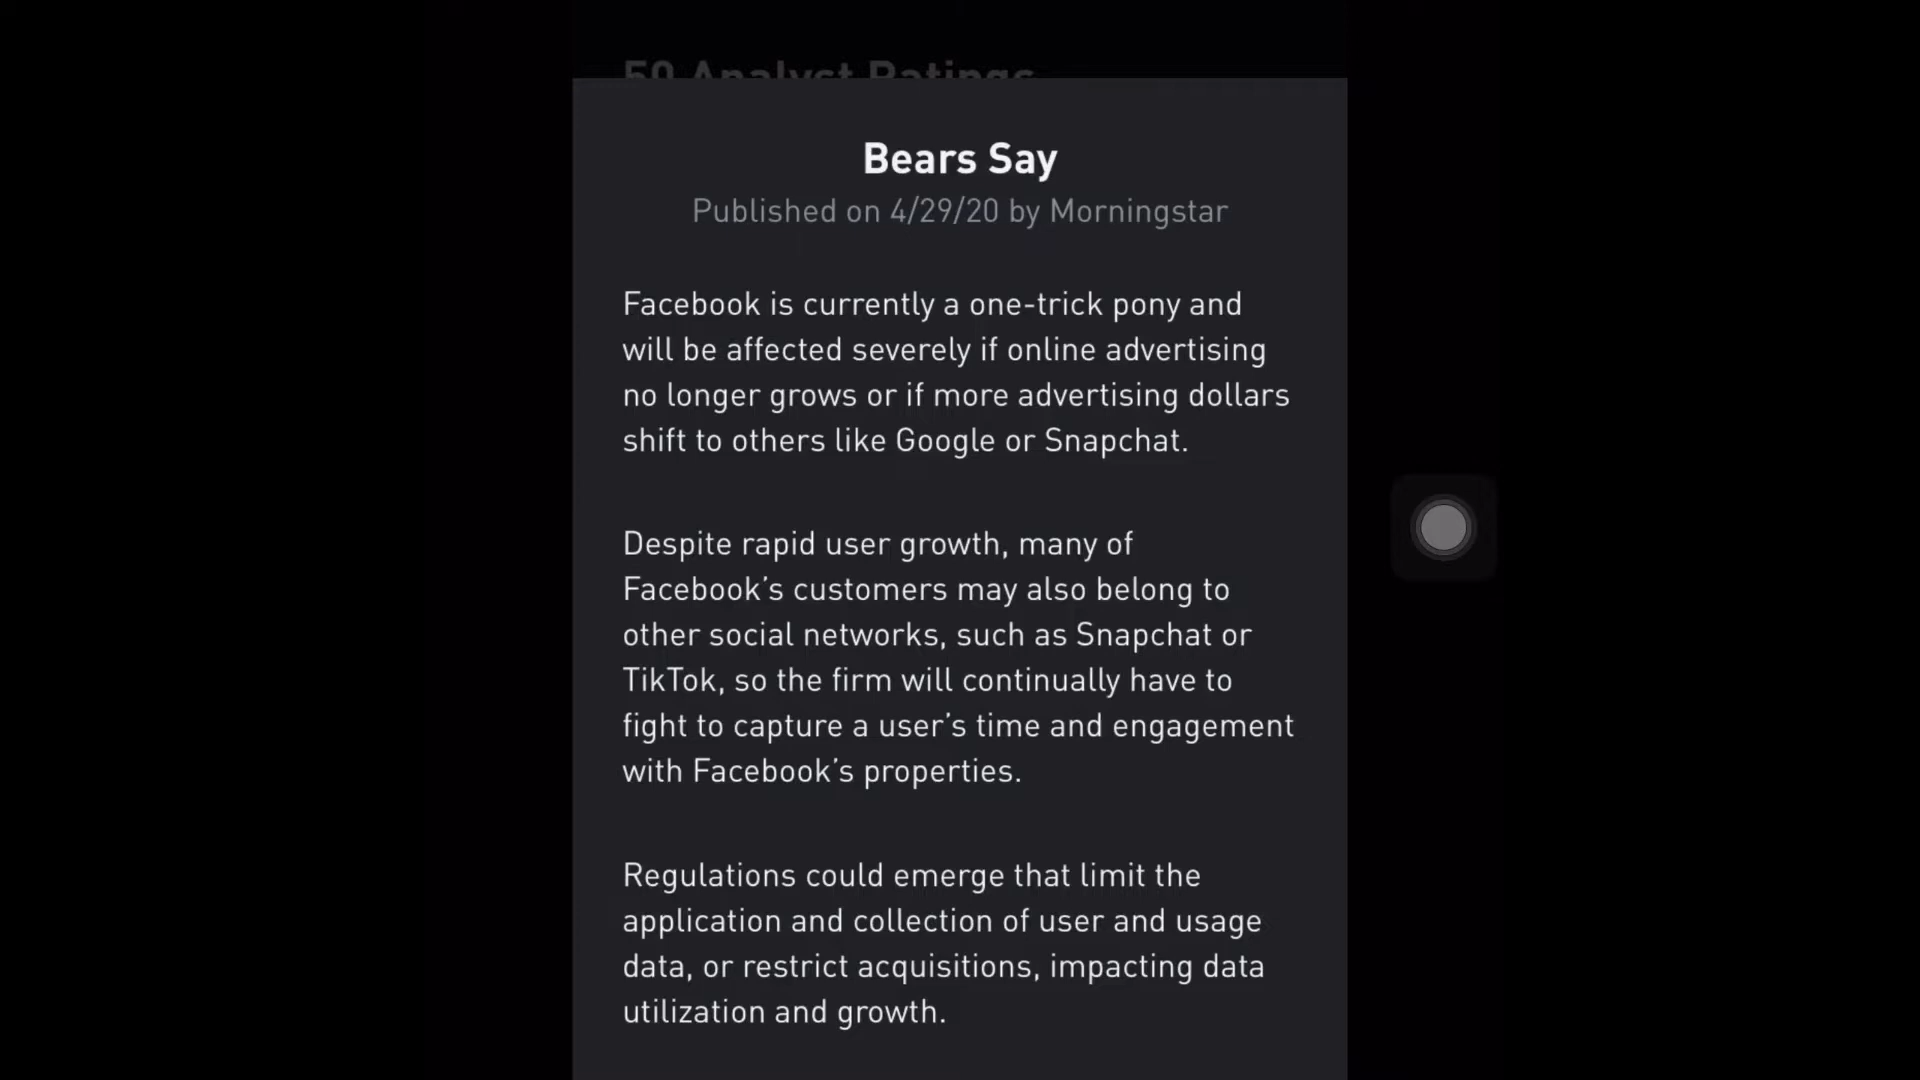 50 Analyst Ratings
Bears Say
Published on 4/29/20 by Morningstar
Facebook is currently a one-trick pony and
will be affected severely if online advertising
no longer grows or if more advertising dollars
shift to others like Google or Snapchat.
Despite rapid user growth, many of
Facebook’s customers may also belong to
other social networks, such as Snapchat or
TikTok, so the firm will continually have to
fight to capture a user’s time and engagement
with Facebook’s properties.
Regulations could emerge that limit the
application and collection of user and usage
data, or restrict acquisitions, impacting data
utilization and growth.